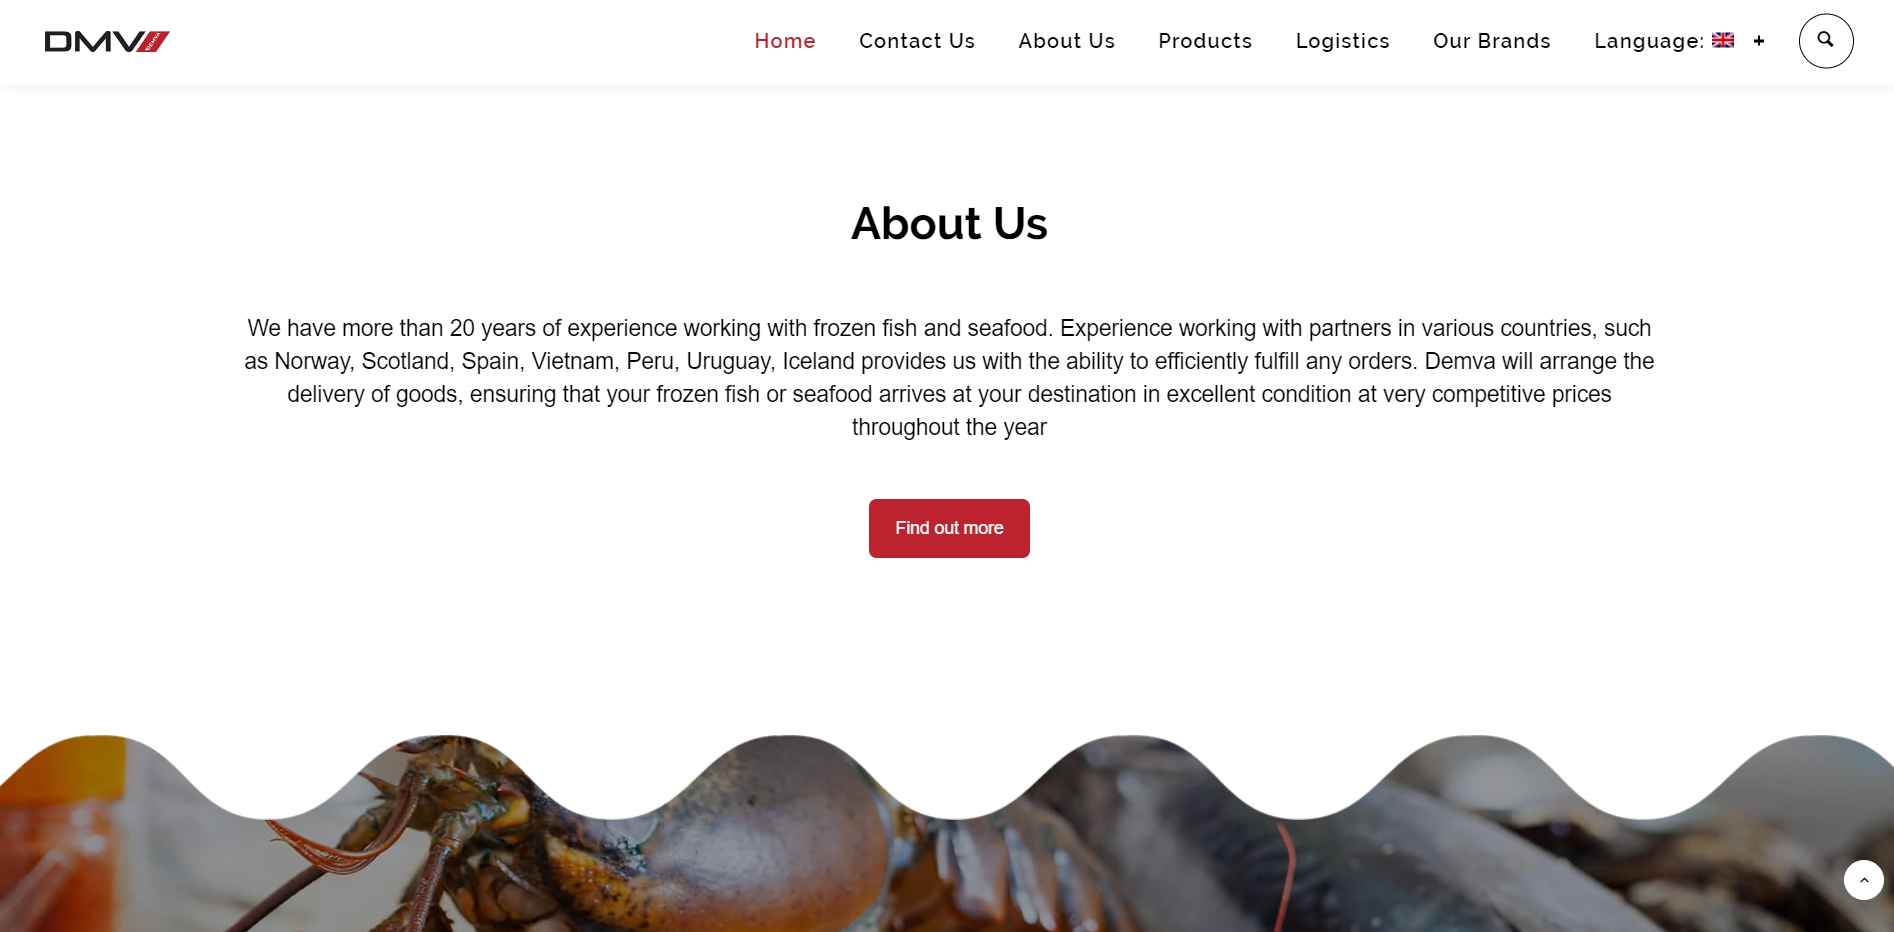 DMV DEMVA
Home Contact Us About Us Products Logistics Our Brands Language:
About Us
We have more than 20 years of experience working with frozen fish and seafood. Experience working with partners in various countries, such
as Norway, Scotland, Spain, Vietnam, Peru, Uruguay, Iceland provides us with the ability to efficiently fulfill any orders. Demva will arrange the
delivery of goods, ensuring that your frozen fish or seafood arrives at your destination in excellent condition at very competitive prices
throughout the year
Find out more